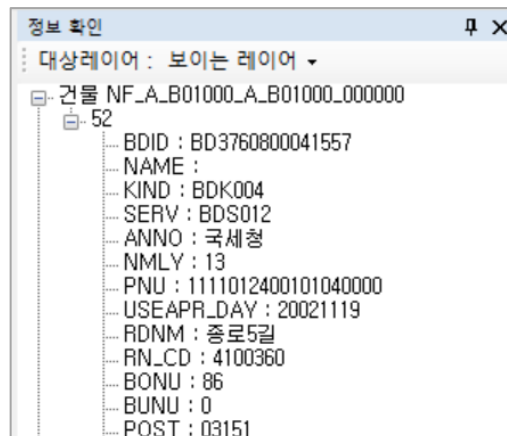 정보 확인
대상레이어 : 보이는 레이어
건물 NF_A_B01000_A_B01000_000000
52
BDID : BD3760800041557
NAME :
KIND : BDK004
SERV : BDS012
ANNO : 국세청
NMLY : 13
PNU : 1111012400101040000
USEAPR_DAY : 20021119
RDNM : 종로5길
RN_CD : 4100360
BONU : 86
BUNU : 0
POST : 03151